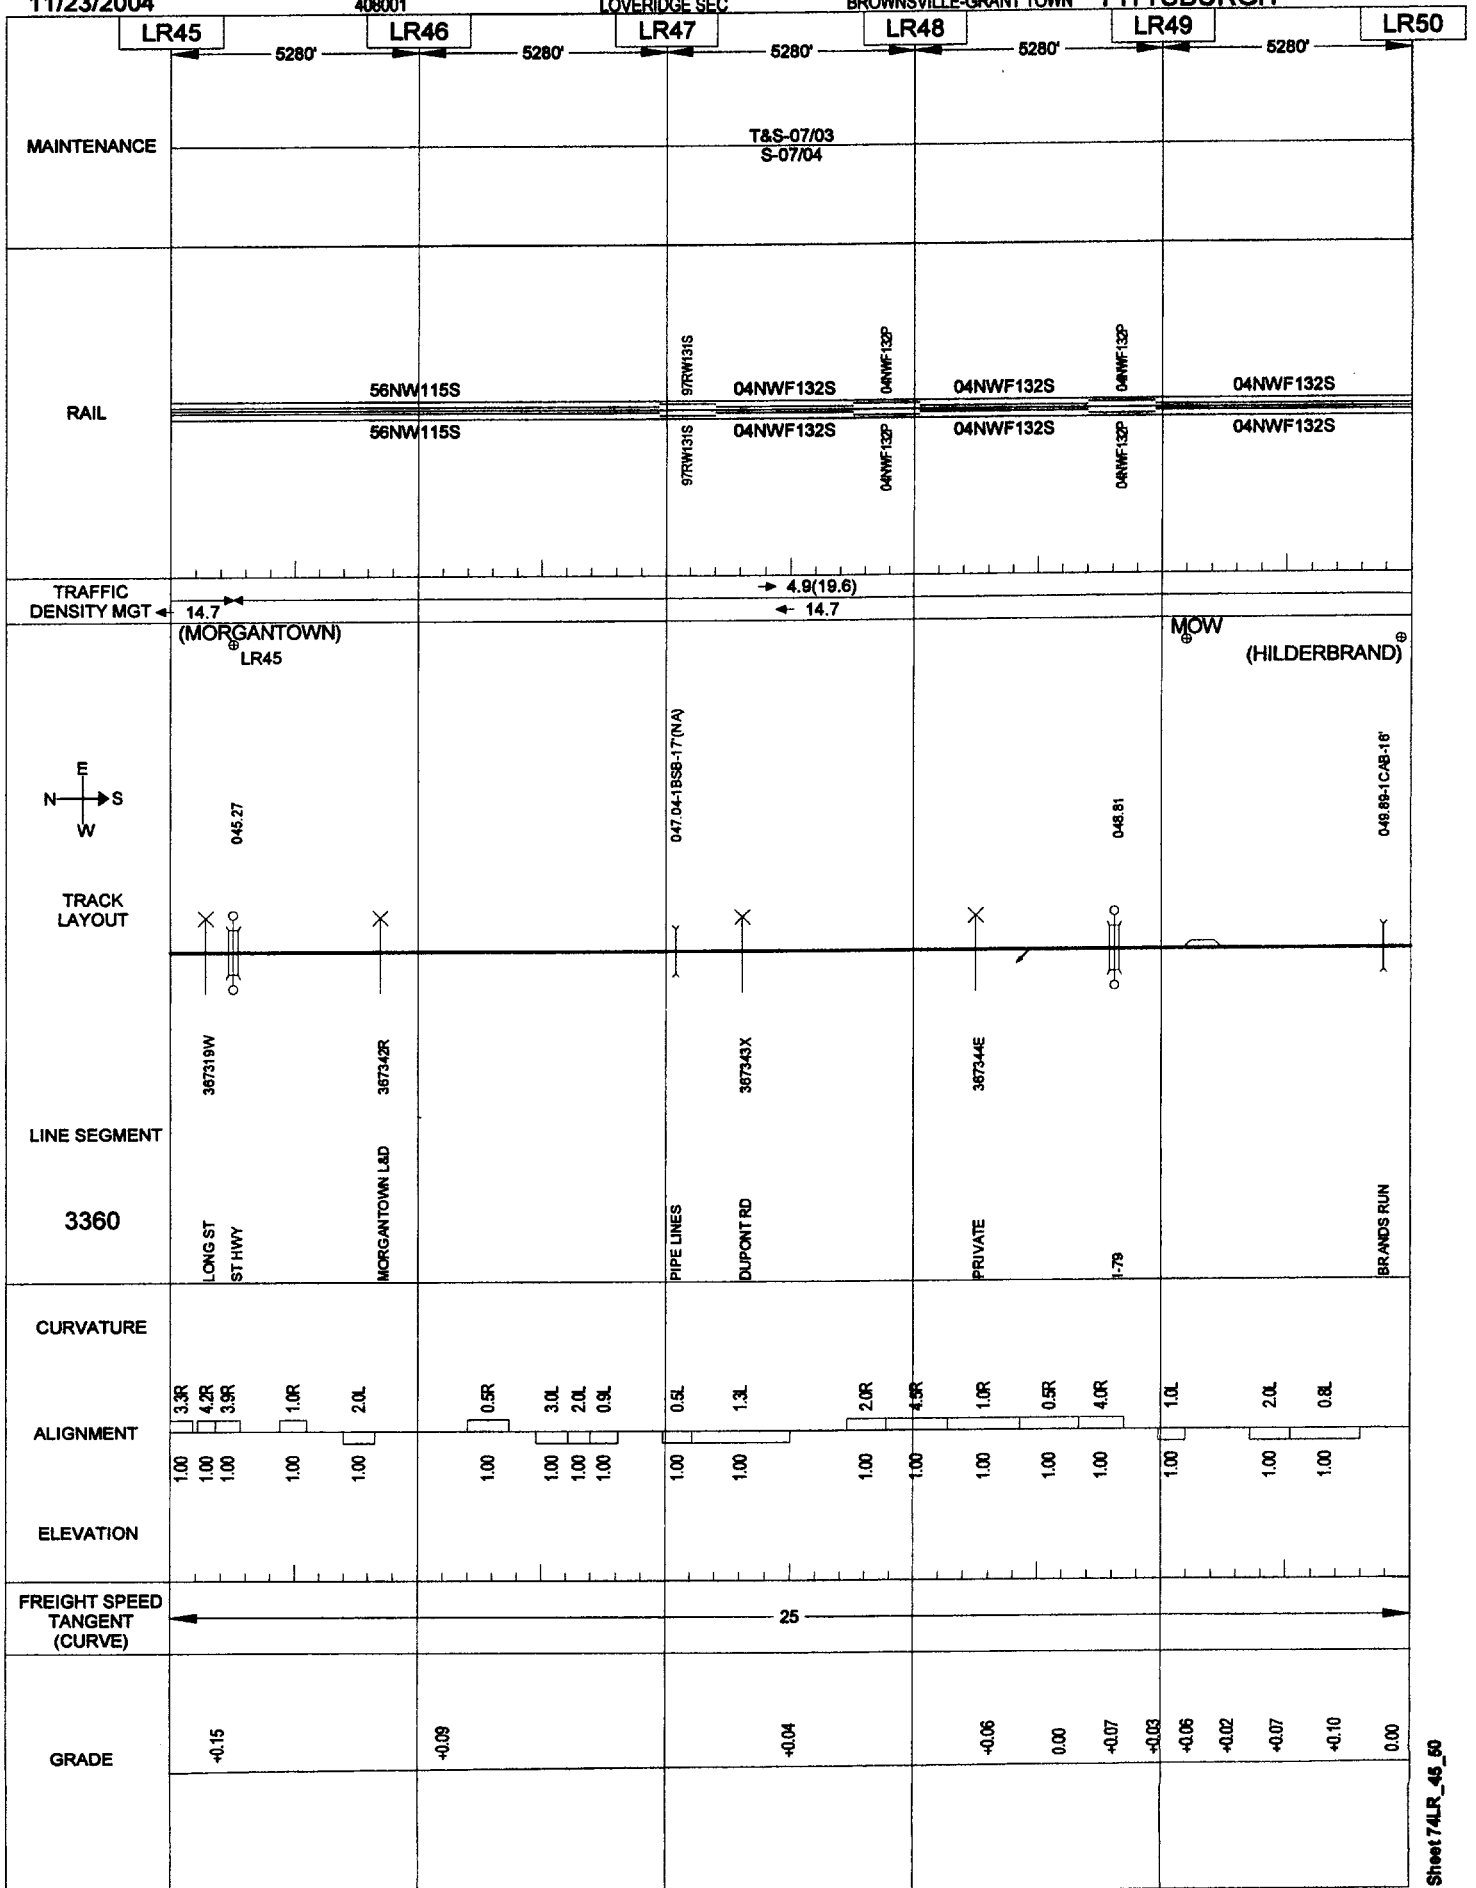 11/23/2004 408001 LOVERIDGE SEC BROWNSVILLE-GRANT TOWN PITTSBURGH
LR45 LR46 LR47 LR48 LR49 LR50
5280' 5280' 5280' 5280' 5280'
MAINTENANCE
T&S-07/03
S-07/04
RAIL
97RW131S 04NWF132P 04NWF132P
56NW115S 04NWF132S 04NWF132S 04NWF132S
56NW115S 04NWF132S 04NWF132S 04NWF132S
97RW131S 04NWF132P 04NWF132P
TRAFFIC
DENSITY MGT
4.9(19.6)
14.7 14.7
(MORGANTOWN) MOW
LR45 (HILDERBRAND)
E
N S
W
045.27 047.04-1BSB-17'(NA) 048.81 049.89-1CAB-16'
TRACK
LAYOUT
367319W 367342R 367343X 367344E
LINE SEGMENT
3360
LONG ST ST HWY MORGANTOWN L&D PIPE LINES DUPONT RD PRIVATE I-79 BRANDS RUN
CURVATURE
3.3R 4.2R 3.9R 1.0R 2.0L 0.5R 3.0L 2.0L 0.9L 0.5L 1.3L 2.0R 4.5R 1.0R 0.5R 4.0R 1.0L 2.0L 0.8L
ALIGNMENT
1.00 1.00 1.00 1.00 1.00 1.00 1.00 1.00 1.00 1.00 1.00 1.00 1.00 1.00 1.00 1.00 1.00 1.00 1.00
ELEVATION
FREIGHT SPEED
TANGENT
(CURVE)
25
GRADE
+0.15 +0.09 +0.04 +0.06 0.00 +0.07 +0.03 +0.06 +0.02 +0.07 +0.10 0.00
Sheet 74LR_45_50